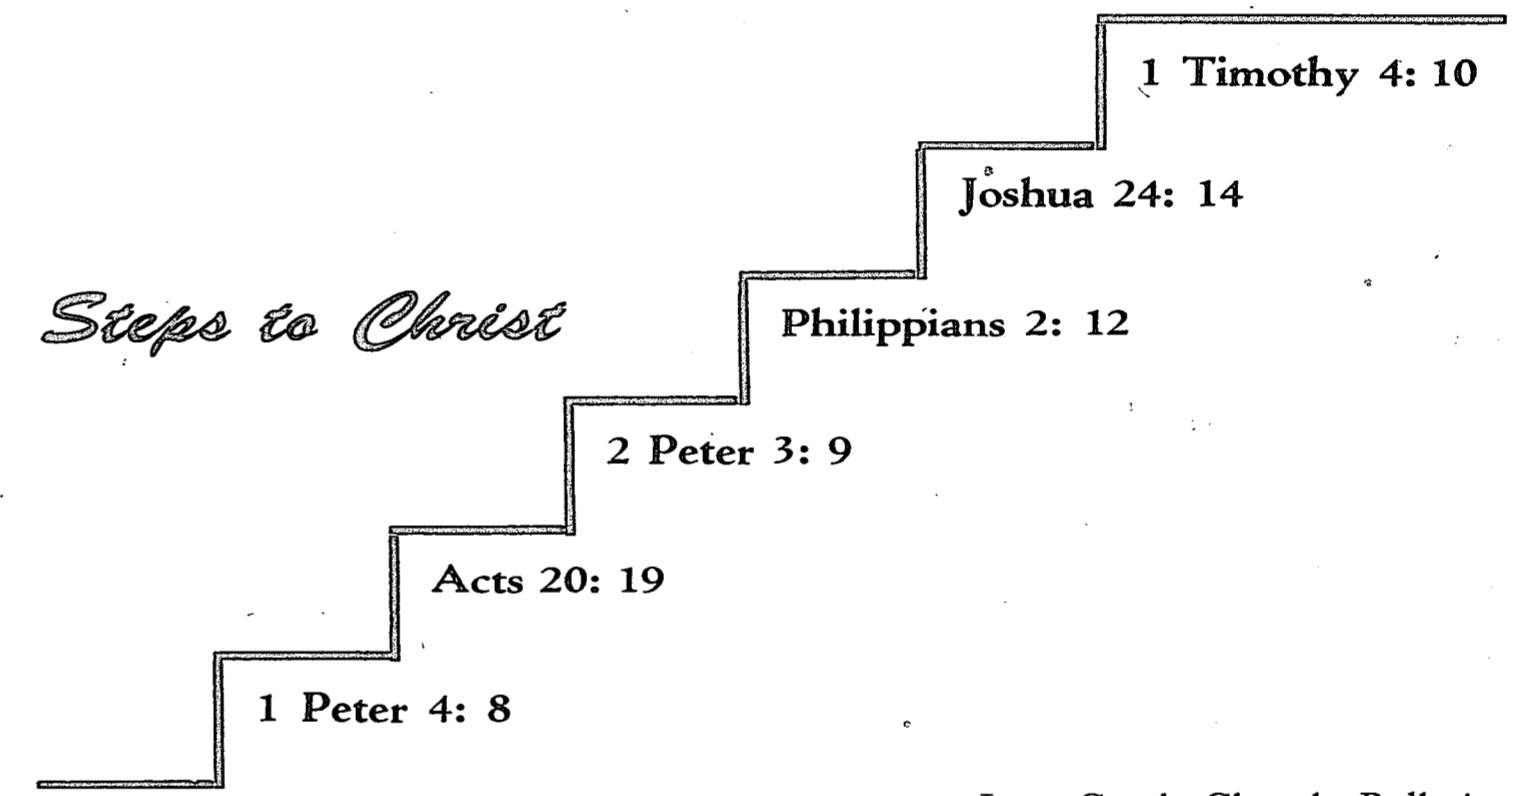 1 Timothy 4: 10
Joshua 24: 14
Steps to Christ
Philippians 2: 12
2 Peter 3: 9
Acts 20: 19
1 Peter 4: 8